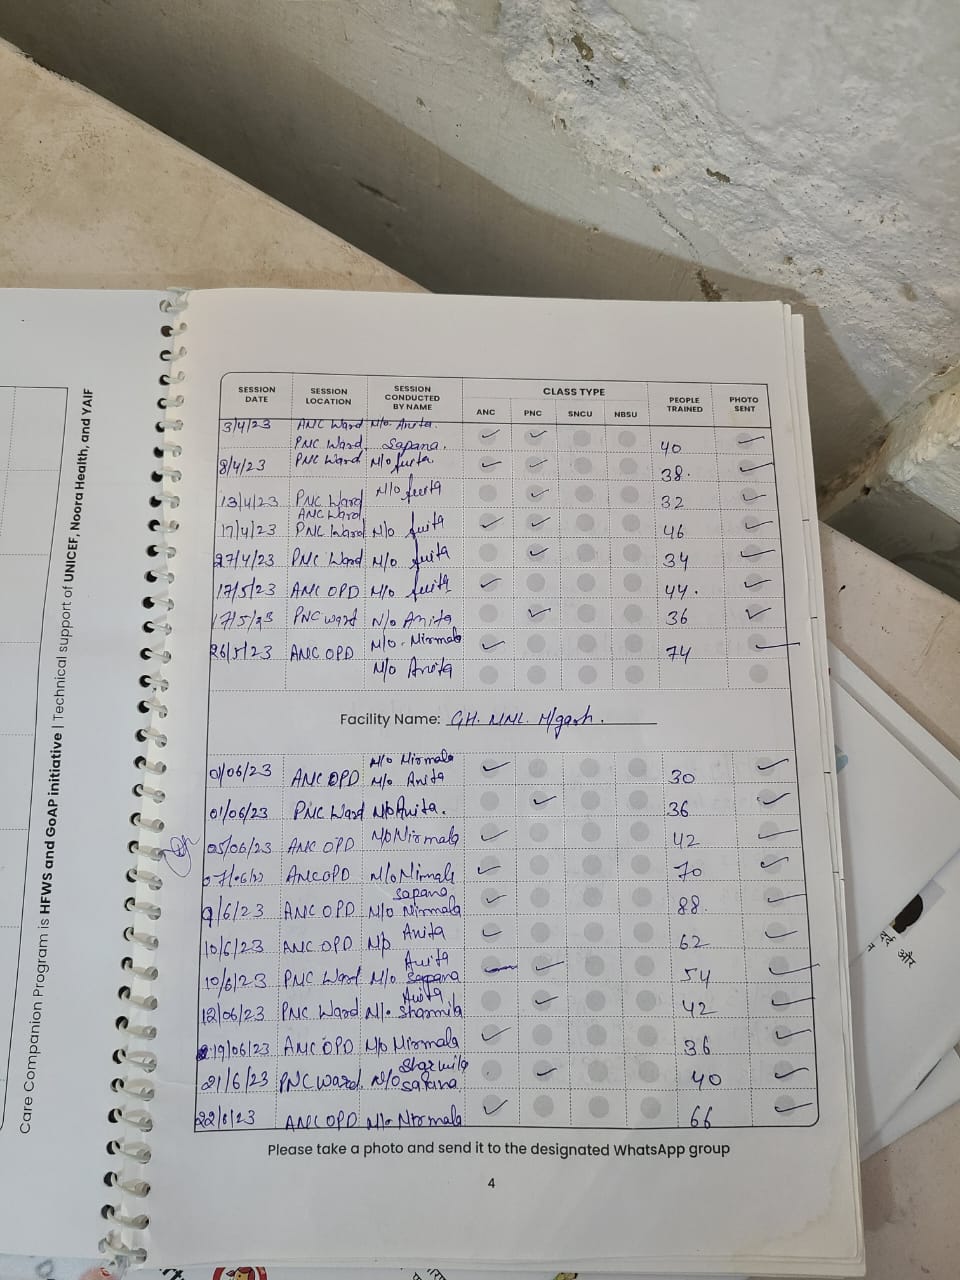 SESSION DATE SESSION LOCATION SESSION CONDUCTED BY NAME CLASS TYPE PEOPLE TRAINED PHOTO SENT
ANC PNC SNCU NBSU
3/4/23 ANC Ward N/o. Anita. ✓ ✓ 40 ✓
PNC Ward. Sapana.
8/4/23 PNC Ward N/o Anita. ✓ ✓ 38. ✓
13/4/23 PNC Ward N/o Anita ✓ 32 ✓
ANC Ward
17/4/23 PNC Ward N/o Anita ✓ ✓ 46 ✓
27/4/23 PNC Ward N/o Anita ✓ 34 ✓
17/5/23 ANC OPD N/o Anita ✓ 44. ✓
17/5/23 PNC ward N/o Anita ✓ 36 ✓
26/5/23 ANC OPD N/o. Nirmala ✓ 74 ✓
N/o Anita
Facility Name: GH. MNL. H/garh.
01/06/23 ANC OPD N/o Nirmala ✓ 30 ✓
N/o Anita
01/06/23 PNC Ward N/o Anita. ✓ 36 ✓
05/06/23 ANC OPD N/o Nirmala ✓ 42 ✓
ANC OPD N/o Nirmala ✓ 70 ✓
Sapana
9/6/23 ANC OPD N/o Nirmala ✓ 88. ✓
10/6/23 ANC OPD N/o Anita ✓ 62 ✓
Anita
10/6/23 PNC Ward N/o Sapana ✓ 54 ✓
Anita
12/06/23 PNC Ward N/o Sharmila ✓ 42 ✓
19/06/23 ANC OPD N/o Nirmala ✓ 36 ✓
Sharmila
21/6/23 PNC Ward. N/o Sapana ✓ 40 ✓
22/6/23 ANC OPD N/o Nirmala ✓ 66 ✓
Please take a photo and send it to the designated WhatsApp group
4
Care Companion Program is HFWS and GoAP initiative | Technical support of UNICEF, Noora Health, and YAIF
और